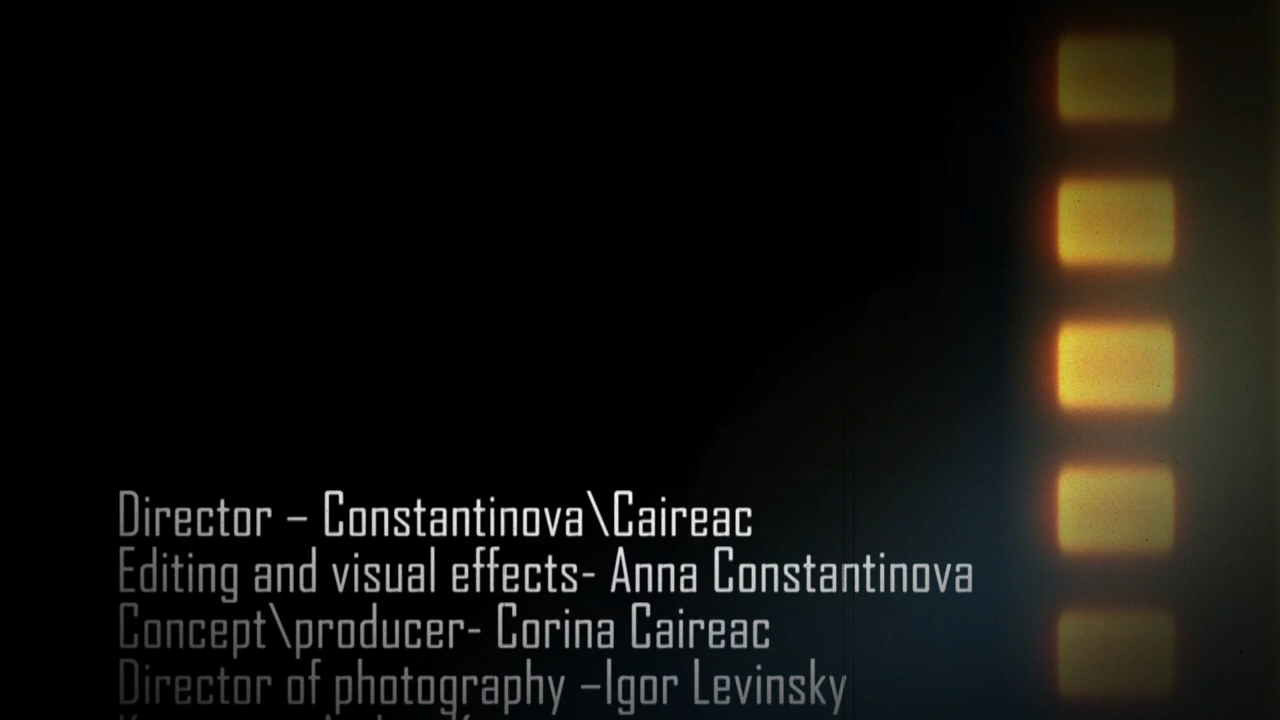 Director – Constantinova\Caireac
Editing and visual effects- Anna Constantinova
Concept\producer- Corina Caireac
Director of photography –Igor Levinsky